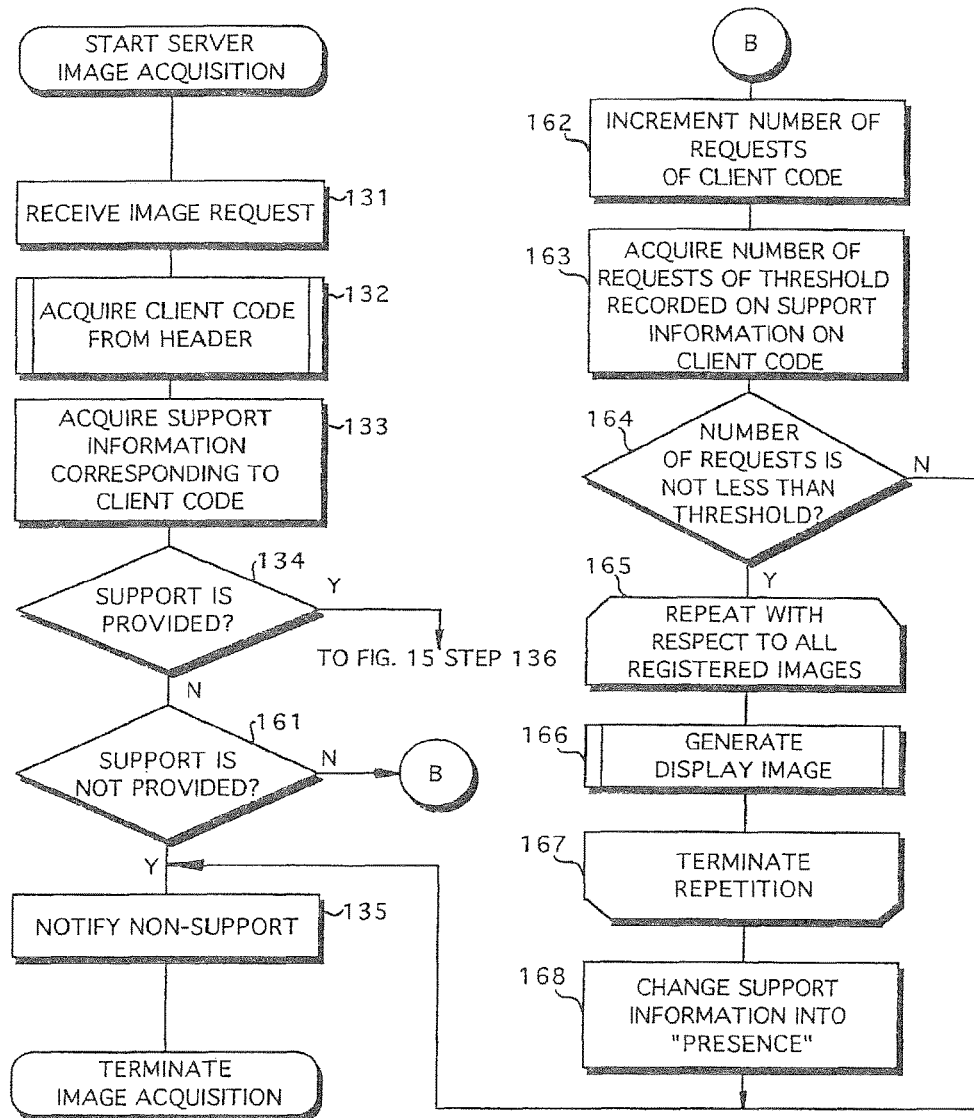 START SERVER
IMAGE ACQUISITION
RECEIVE IMAGE REQUEST
131
ACQUIRE CLIENT CODE
FROM HEADER
132
ACQUIRE SUPPORT
INFORMATION
CORRESPONDING TO
CLIENT CODE
133
134
SUPPORT IS
PROVIDED?
Y
TO FIG. 15 STEP 136
N
161
SUPPORT IS
NOT PROVIDED?
N
B
Y
NOTIFY NON-SUPPORT
135
TERMINATE
IMAGE ACQUISITION
B
162
INCREMENT NUMBER OF
REQUESTS
OF CLIENT CODE
163
ACQUIRE NUMBER OF
REQUESTS OF THRESHOLD
RECORDED ON SUPPORT
INFORMATION ON
CLIENT CODE
164
NUMBER
OF REQUESTS IS
NOT LESS THAN
THRESHOLD?
N
Y
165
REPEAT WITH
RESPECT TO ALL
REGISTERED IMAGES
166
GENERATE
DISPLAY IMAGE
167
TERMINATE
REPETITION
168
CHANGE SUPPORT
INFORMATION INTO
"PRESENCE"